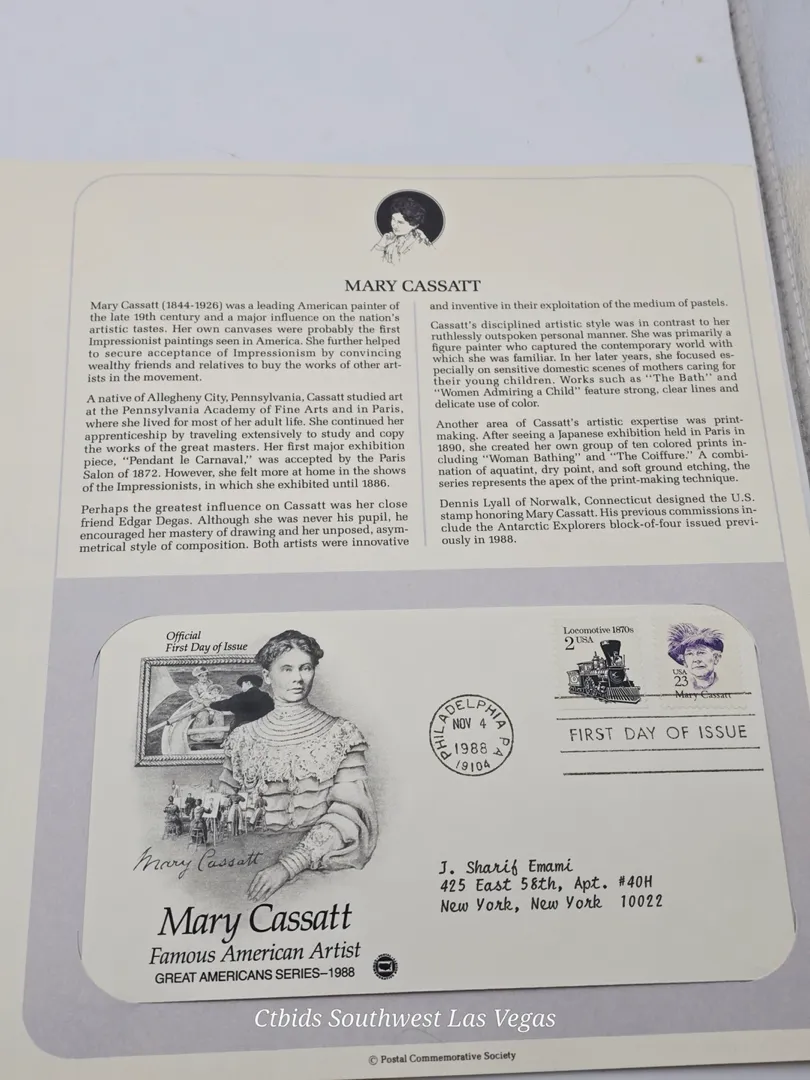 MARY CASSATT
Mary Cassatt (1844-1926) was a leading American painter of
the late 19th century and a major influence on the nation's
artistic tastes. Her own canvases were probably the first
Impressionist paintings seen in America. She further helped
to secure acceptance of Impressionism by convincing
wealthy friends and relatives to buy the works of other art-
ists in the movement.
A native of Allegheny City, Pennsylvania, Cassatt studied art
at the Pennsylvania Academy of Fine Arts and in Paris,
where she lived for most of her adult life. She continued her
apprenticeship by traveling extensively to study and copy
the works of the great masters. Her first major exhibition
piece, "Pendant le Carnaval," was accepted by the Paris
Salon of 1872. However, she felt more at home in the shows
of the Impressionists, in which she exhibited until 1886.
Perhaps the greatest influence on Cassatt was her close
friend Edgar Degas. Although she was never his pupil, he
encouraged her mastery of drawing and her unposed, asym-
metrical style of composition. Both artists were innovative
and inventive in their exploitation of the medium of pastels.
Cassatt's disciplined artistic style was in contrast to her
ruthlessly outspoken personal manner. She was primarily a
figure painter who captured the contemporary world with
which she was familiar. In her later years, she focused es-
pecially on sensitive domestic scenes of mothers caring for
their young children. Works such as "The Bath" and
"Women Admiring a Child" feature strong, clear lines and
delicate use of color.
Another area of Cassatt's artistic expertise was print-
making. After seeing a Japanese exhibition held in Paris in
1890, she created her own group of ten colored prints in-
cluding "Woman Bathing" and "The Coiffure." A combi-
nation of aquatint, dry point, and soft ground etching, the
series represents the apex of the print-making technique.
Dennis Lyall of Norwalk, Connecticut designed the U.S.
stamp honoring Mary Cassatt. His previous commissions in-
clude the Antarctic Explorers block-of-four issued previ-
ously in 1988.
Official
First Day of Issue
Mary Cassatt
Mary Cassatt
Famous American Artist
GREAT AMERICANS SERIES–1988
PHILADELPHIA PA
NOV 4
1988
19104
Locomotive 1870s
2 USA
USA
23
Mary Cassatt
FIRST DAY OF ISSUE
J. Sharif Emami
425 East 58th, Apt. #40H
New York, New York 10022
Ctbids Southwest Las Vegas
© Postal Commemorative Society